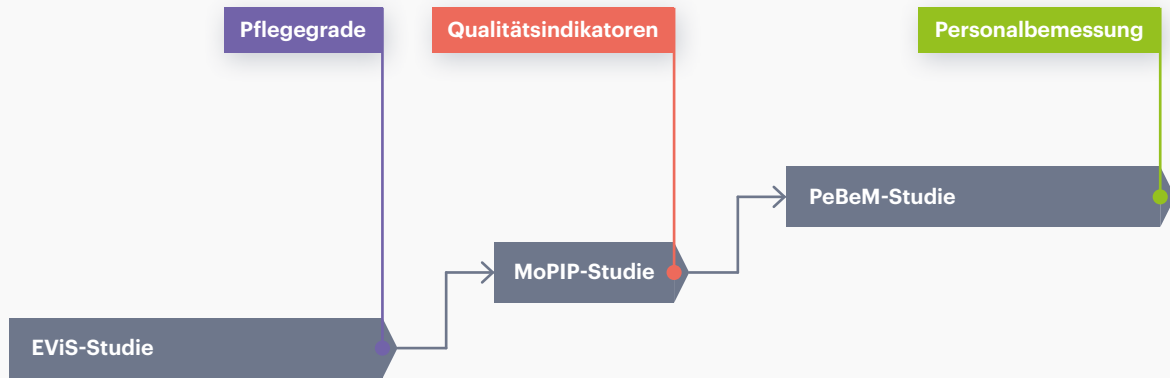 Pflegegrade
Qualitätsindikatoren
Personalbemessung
PeBeM-Studie
MoPIP-Studie
EViS-Studie